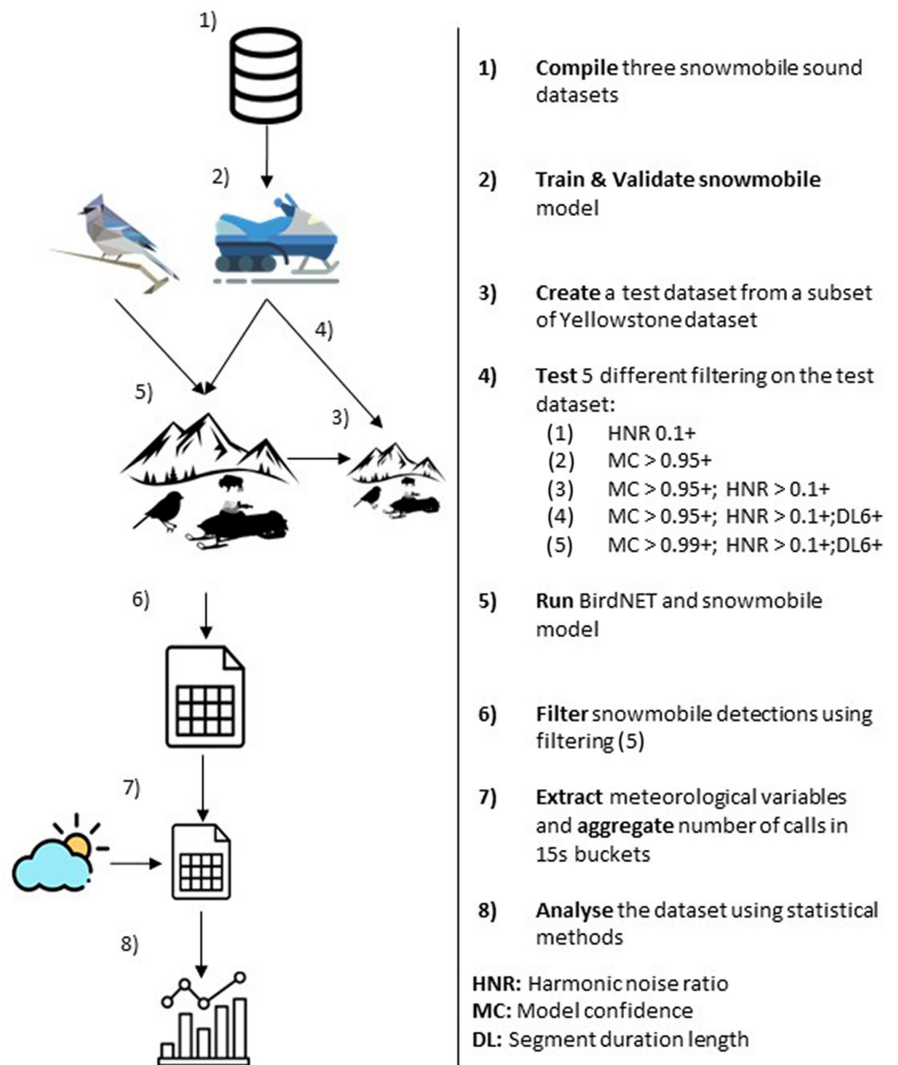 1)
2)
4)
5)
3)
6)
7)
8)
1) Compile three snowmobile sound
datasets
2) Train & Validate snowmobile
model
3) Create a test dataset from a subset
of Yellowstone dataset
4) Test 5 different filtering on the test
dataset:
(1) HNR 0.1+
(2) MC > 0.95+
(3) MC > 0.95+; HNR > 0.1+
(4) MC > 0.95+; HNR > 0.1+;DL6+
(5) MC > 0.99+; HNR > 0.1+;DL6+
5) Run BirdNET and snowmobile
model
6) Filter snowmobile detections using
filtering (5)
7) Extract meteorological variables
and aggregate number of calls in
15s buckets
8) Analyse the dataset using statistical
methods
HNR: Harmonic noise ratio
MC: Model confidence
DL: Segment duration length